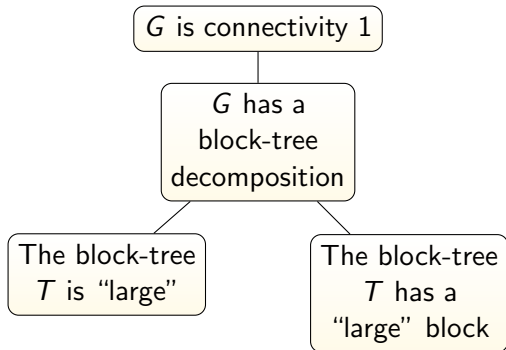 G is connectivity 1
G has a
block-tree
decomposition
The block-tree
T is “large”
The block-tree
T has a
“large” block